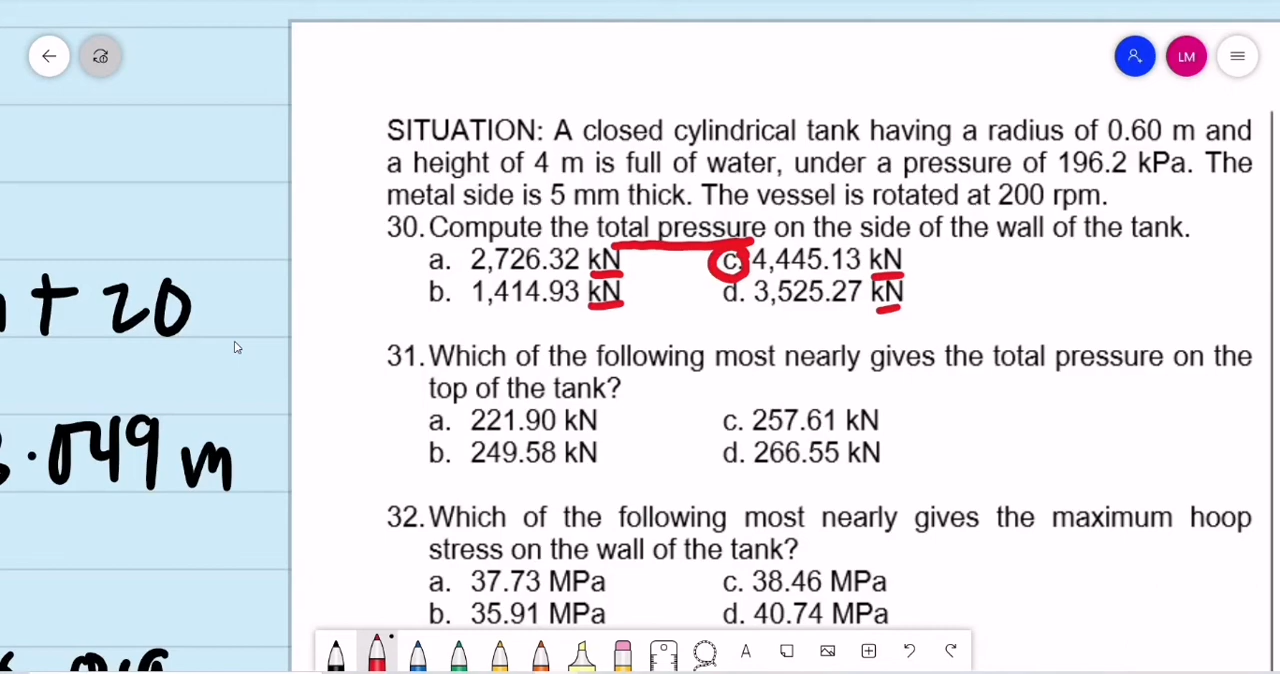 LM
SITUATION: A closed cylindrical tank having a radius of 0.60 m and
a height of 4 m is full of water, under a pressure of 196.2 kPa. The
metal side is 5 mm thick. The vessel is rotated at 200 rpm.
30. Compute the total pressure on the side of the wall of the tank.
a. 2,726.32 kN c. 4,445.13 kN
b. 1,414.93 kN d. 3,525.27 kN
+ 20
31. Which of the following most nearly gives the total pressure on the
top of the tank?
a. 221.90 kN c. 257.61 kN
b. 249.58 kN d. 266.55 kN
.049 m
32. Which of the following most nearly gives the maximum hoop
stress on the wall of the tank?
a. 37.73 MPa c. 38.46 MPa
b. 35.91 MPa d. 40.74 MPa
A